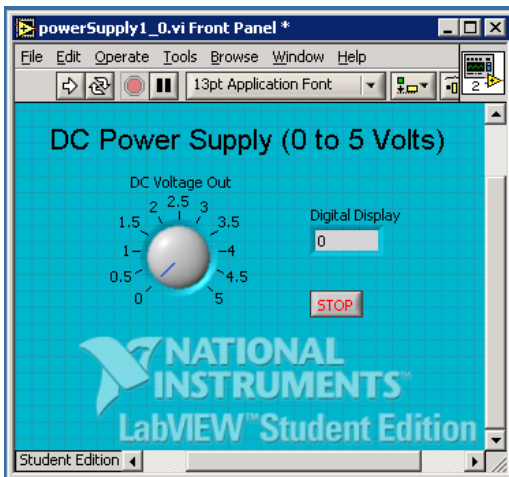 powerSupply1_0.vi Front Panel *
File Edit Operate Tools Browse Window Help
13pt Application Font
2
DC Power Supply (0 to 5 Volts)
DC Voltage Out
0
0.5
1
1.5
2
2.5
3
3.5
4
4.5
5
Digital Display
0
STOP
NATIONAL
INSTRUMENTS™
LabVIEW™ Student Edition
Student Edition